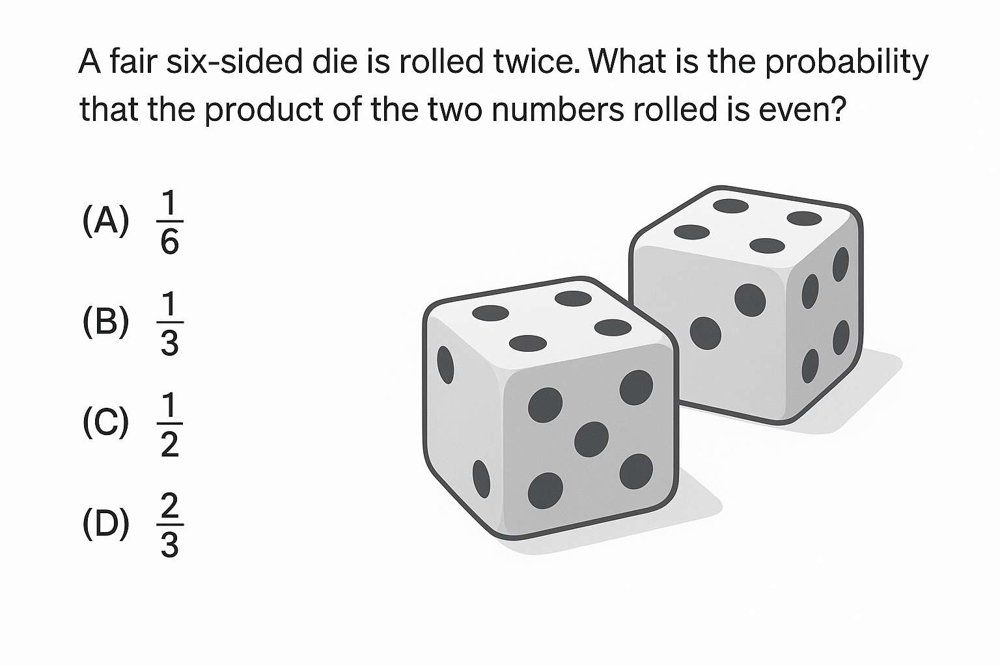 A fair six-sided die is rolled twice. What is the probability
that the product of the two numbers rolled is even?
(A) 1/6
(B) 1/3
(C) 1/2
(D) 2/3